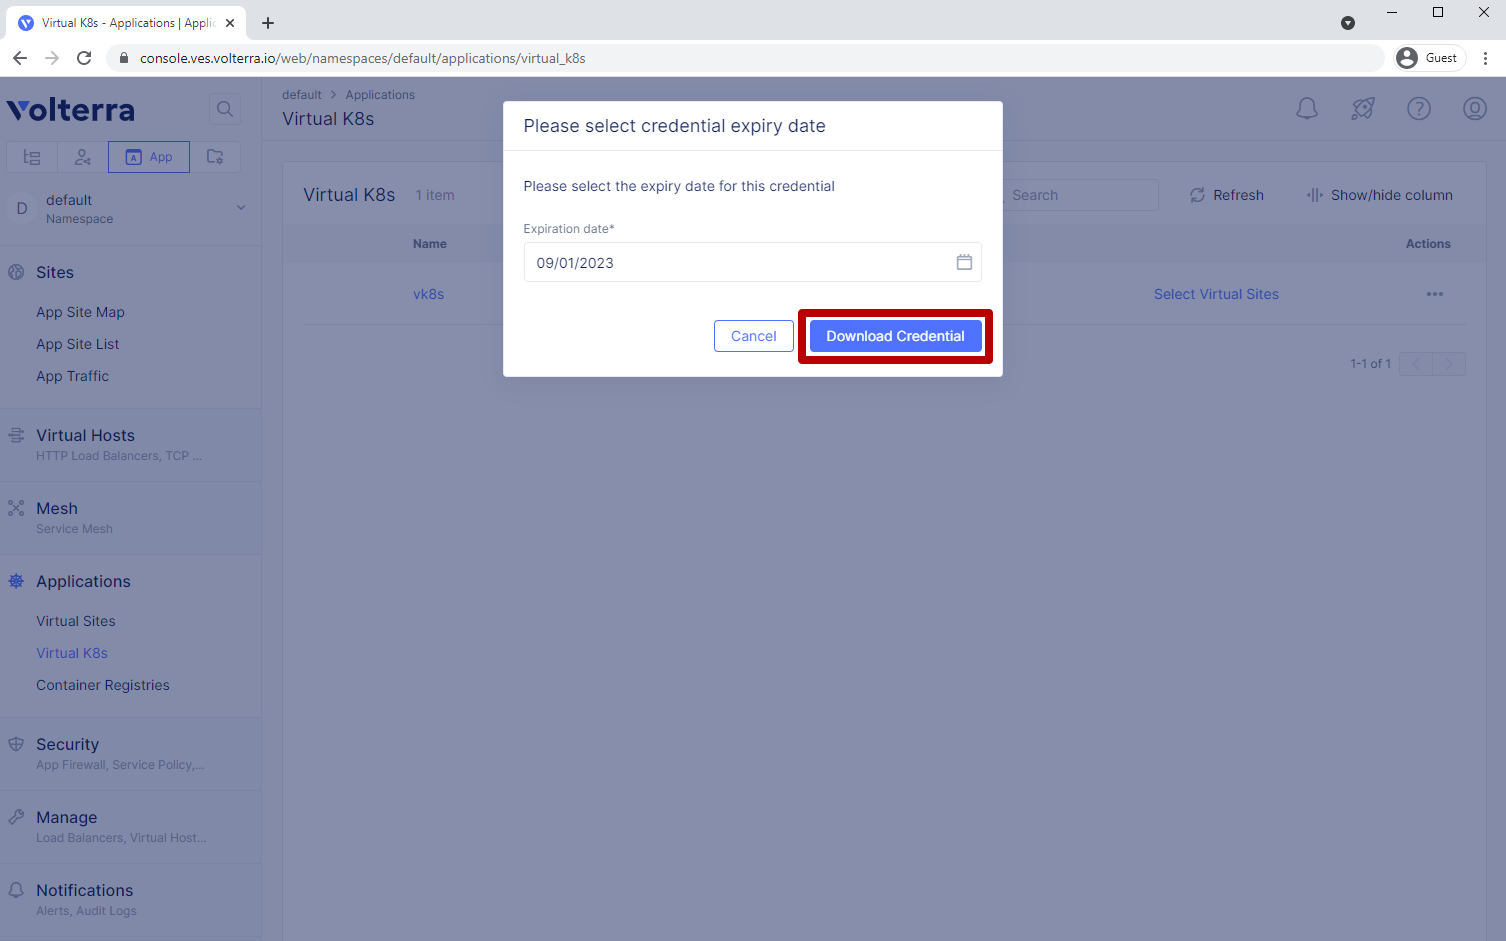 Virtual K8s - Applications | Applic
console.ves.volterra.io/web/namespaces/default/applications/virtual_k8s
Guest
Volterra
default > Applications
Virtual K8s
App
D
default
Namespace
Sites
App Site Map
App Site List
App Traffic
Virtual Hosts
HTTP Load Balancers, TCP ...
Mesh
Service Mesh
Applications
Virtual Sites
Virtual K8s
Container Registries
Security
App Firewall, Service Policy,...
Manage
Load Balancers, Virtual Host...
Notifications
Alerts, Audit Logs
Virtual K8s 1 item
Search
Refresh
Show/hide column
Name
Actions
vk8s
Select Virtual Sites
1-1 of 1
Please select credential expiry date
Please select the expiry date for this credential
Expiration date*
09/01/2023
Cancel
Download Credential